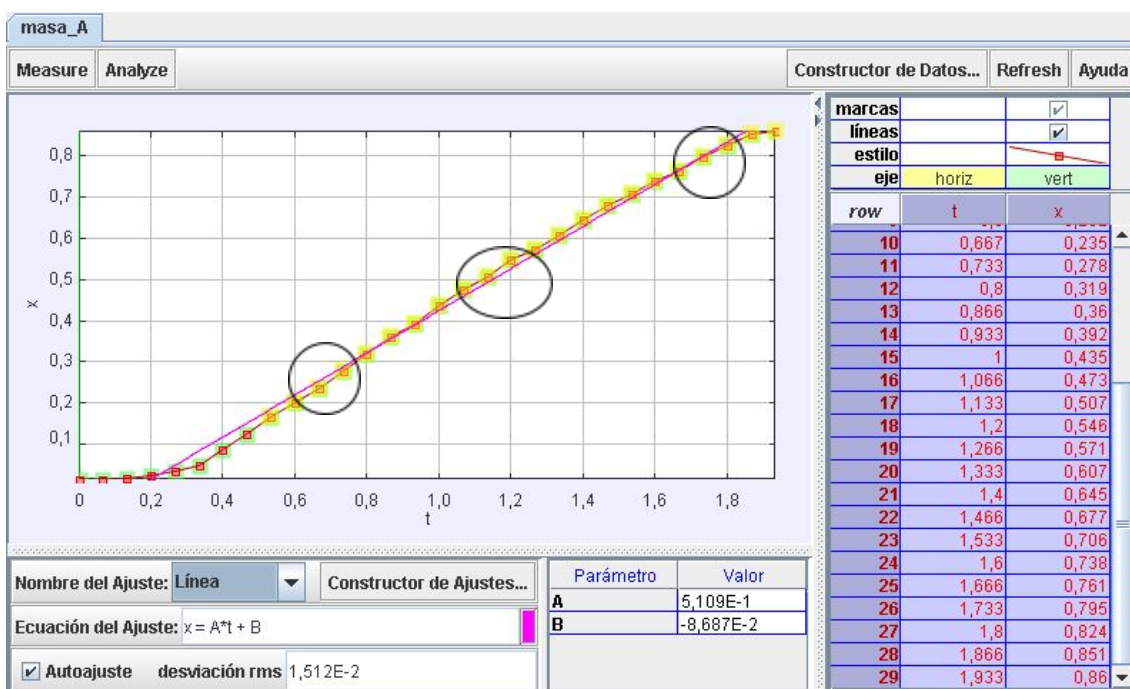 masa_A
Measure Analyze Constructor de Datos... Refresh Ayuda
0,8
0,7
0,6
0,5
0,4
0,3
0,2
0,1
x
0 0,2 0,4 0,6 0,8 1,0 1,2 1,4 1,6 1,8
t
marcas
líneas
estilo
eje horiz vert
row t x
10 0,667 0,235
11 0,733 0,278
12 0,8 0,319
13 0,866 0,36
14 0,933 0,392
15 1 0,435
16 1,066 0,473
17 1,133 0,507
18 1,2 0,546
19 1,266 0,571
20 1,333 0,607
21 1,4 0,645
22 1,466 0,677
23 1,533 0,706
24 1,6 0,738
25 1,666 0,761
26 1,733 0,795
27 1,8 0,824
28 1,866 0,851
29 1,933 0,86
Nombre del Ajuste: Línea Constructor de Ajustes...
Ecuación del Ajuste: x = A*t + B
Autoajuste desviación rms 1,512E-2
Parámetro Valor
A 5,109E-1
B -8,687E-2